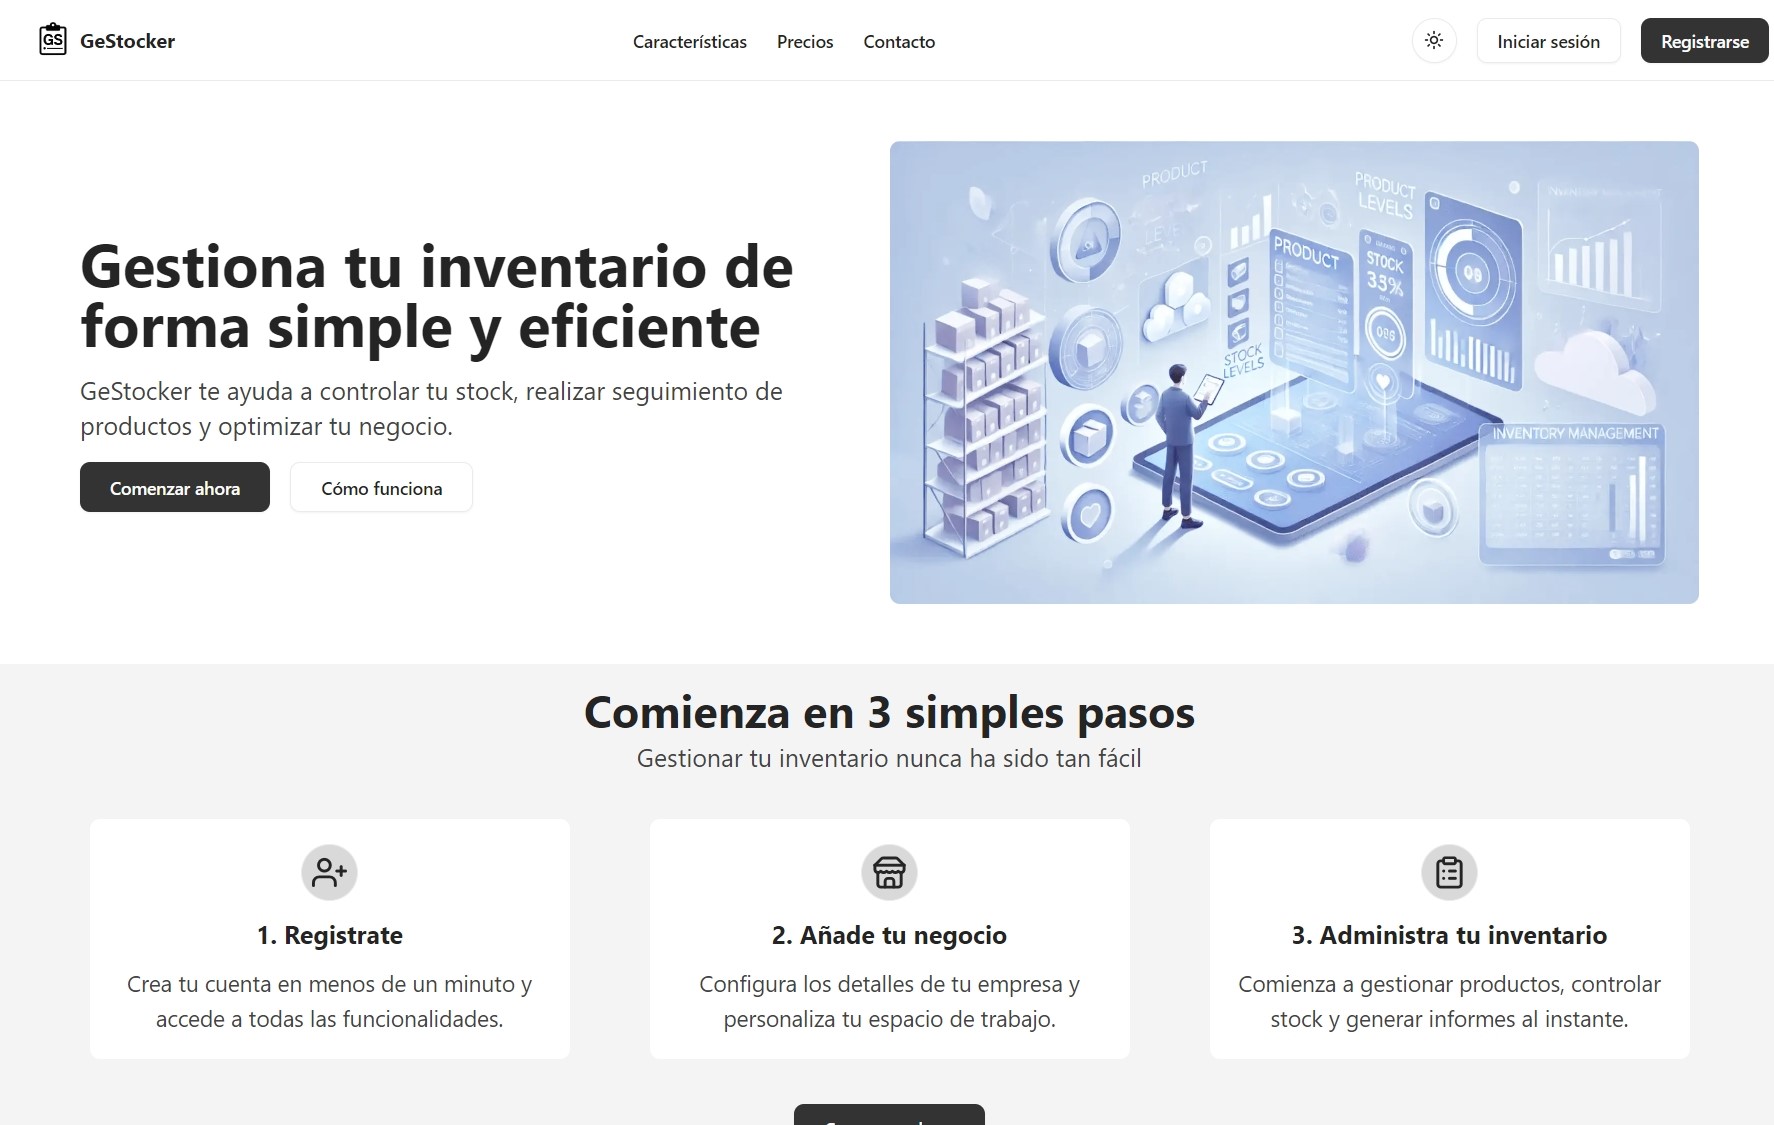 GS
GeStocker
Características
Precios
Contacto
Iniciar sesión
Registrarse
Gestiona tu inventario de
forma simple y eficiente
GeStocker te ayuda a controlar tu stock, realizar seguimiento de
productos y optimizar tu negocio.
Comenzar ahora
Cómo funciona
PRODUCT
PRODUCT
LEVELS
PRODUCT
STOCK
33%
STOCK
LEVELS
INVENTORY MANAGEMENT
Comienza en 3 simples pasos
Gestionar tu inventario nunca ha sido tan fácil
1. Registrate
Crea tu cuenta en menos de un minuto y
accede a todas las funcionalidades.
2. Añade tu negocio
Configura los detalles de tu empresa y
personaliza tu espacio de trabajo.
3. Administra tu inventario
Comienza a gestionar productos, controlar
stock y generar informes al instante.